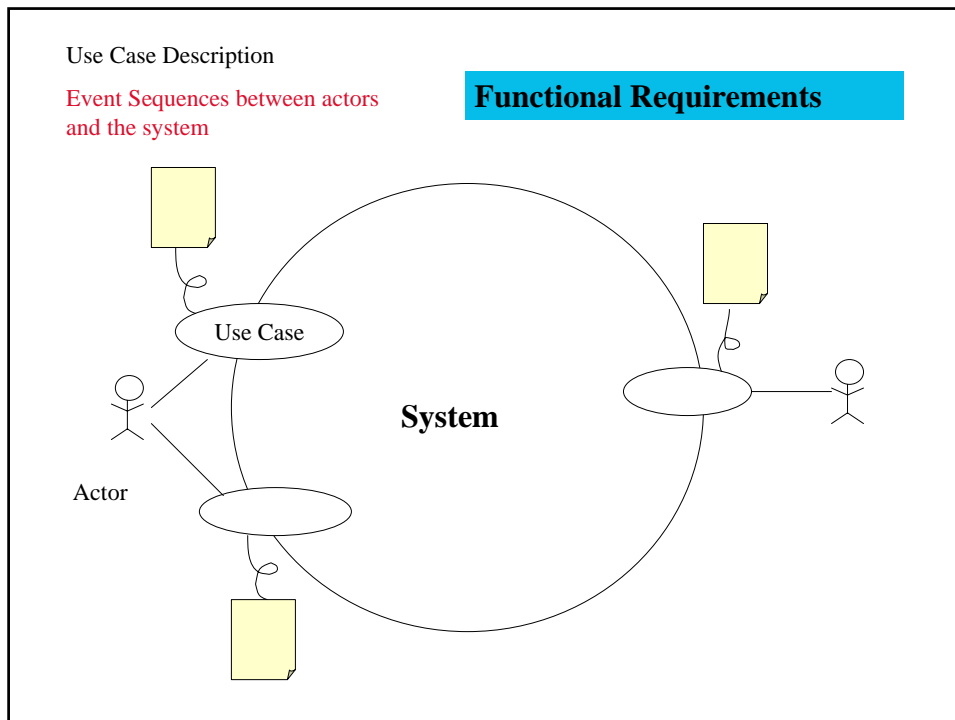 Use Case Description
Event Sequences between actors
and the system
Functional Requirements
Use Case
System
Actor